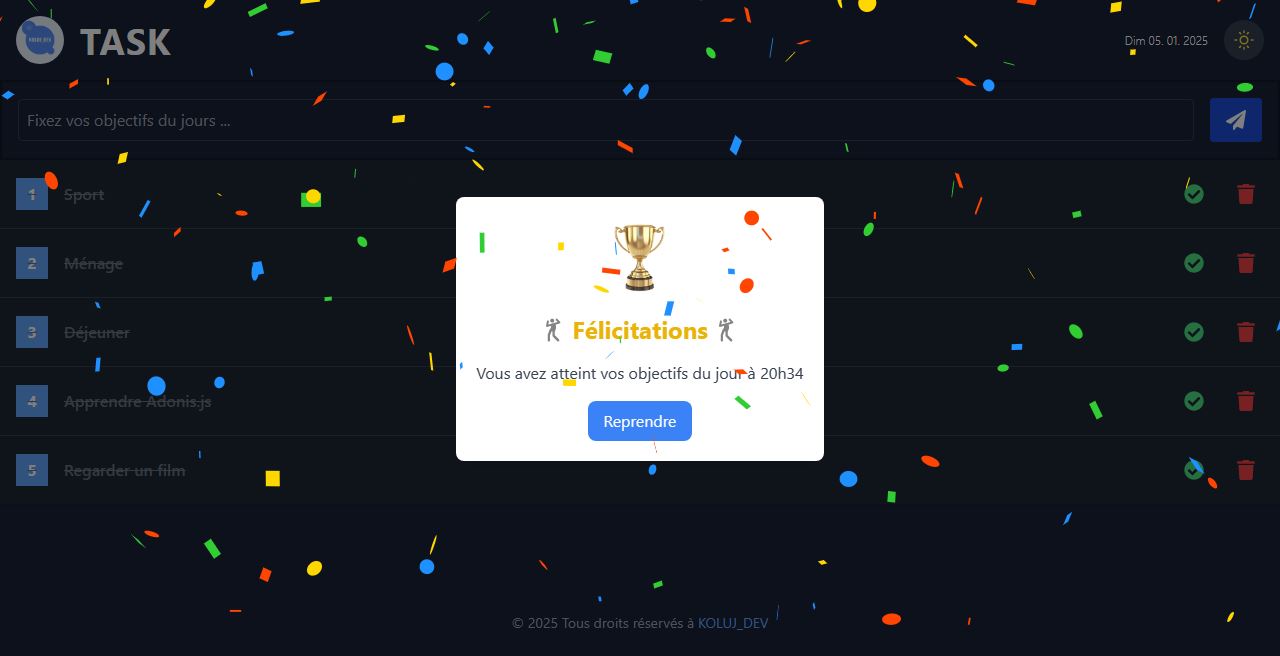 KOLUJ_DEV
TASK
Dim 05. 01. 2025
Fixez vos objectifs du jours ...
1 Sport
2 Ménage
3 Déjeuner
4 Apprendre Adonis.js
5 Regarder un film
Félicitations
Vous avez atteint vos objectifs du jour à 20h34
Reprendre
© 2025 Tous droits réservés à KOLUJ_DEV